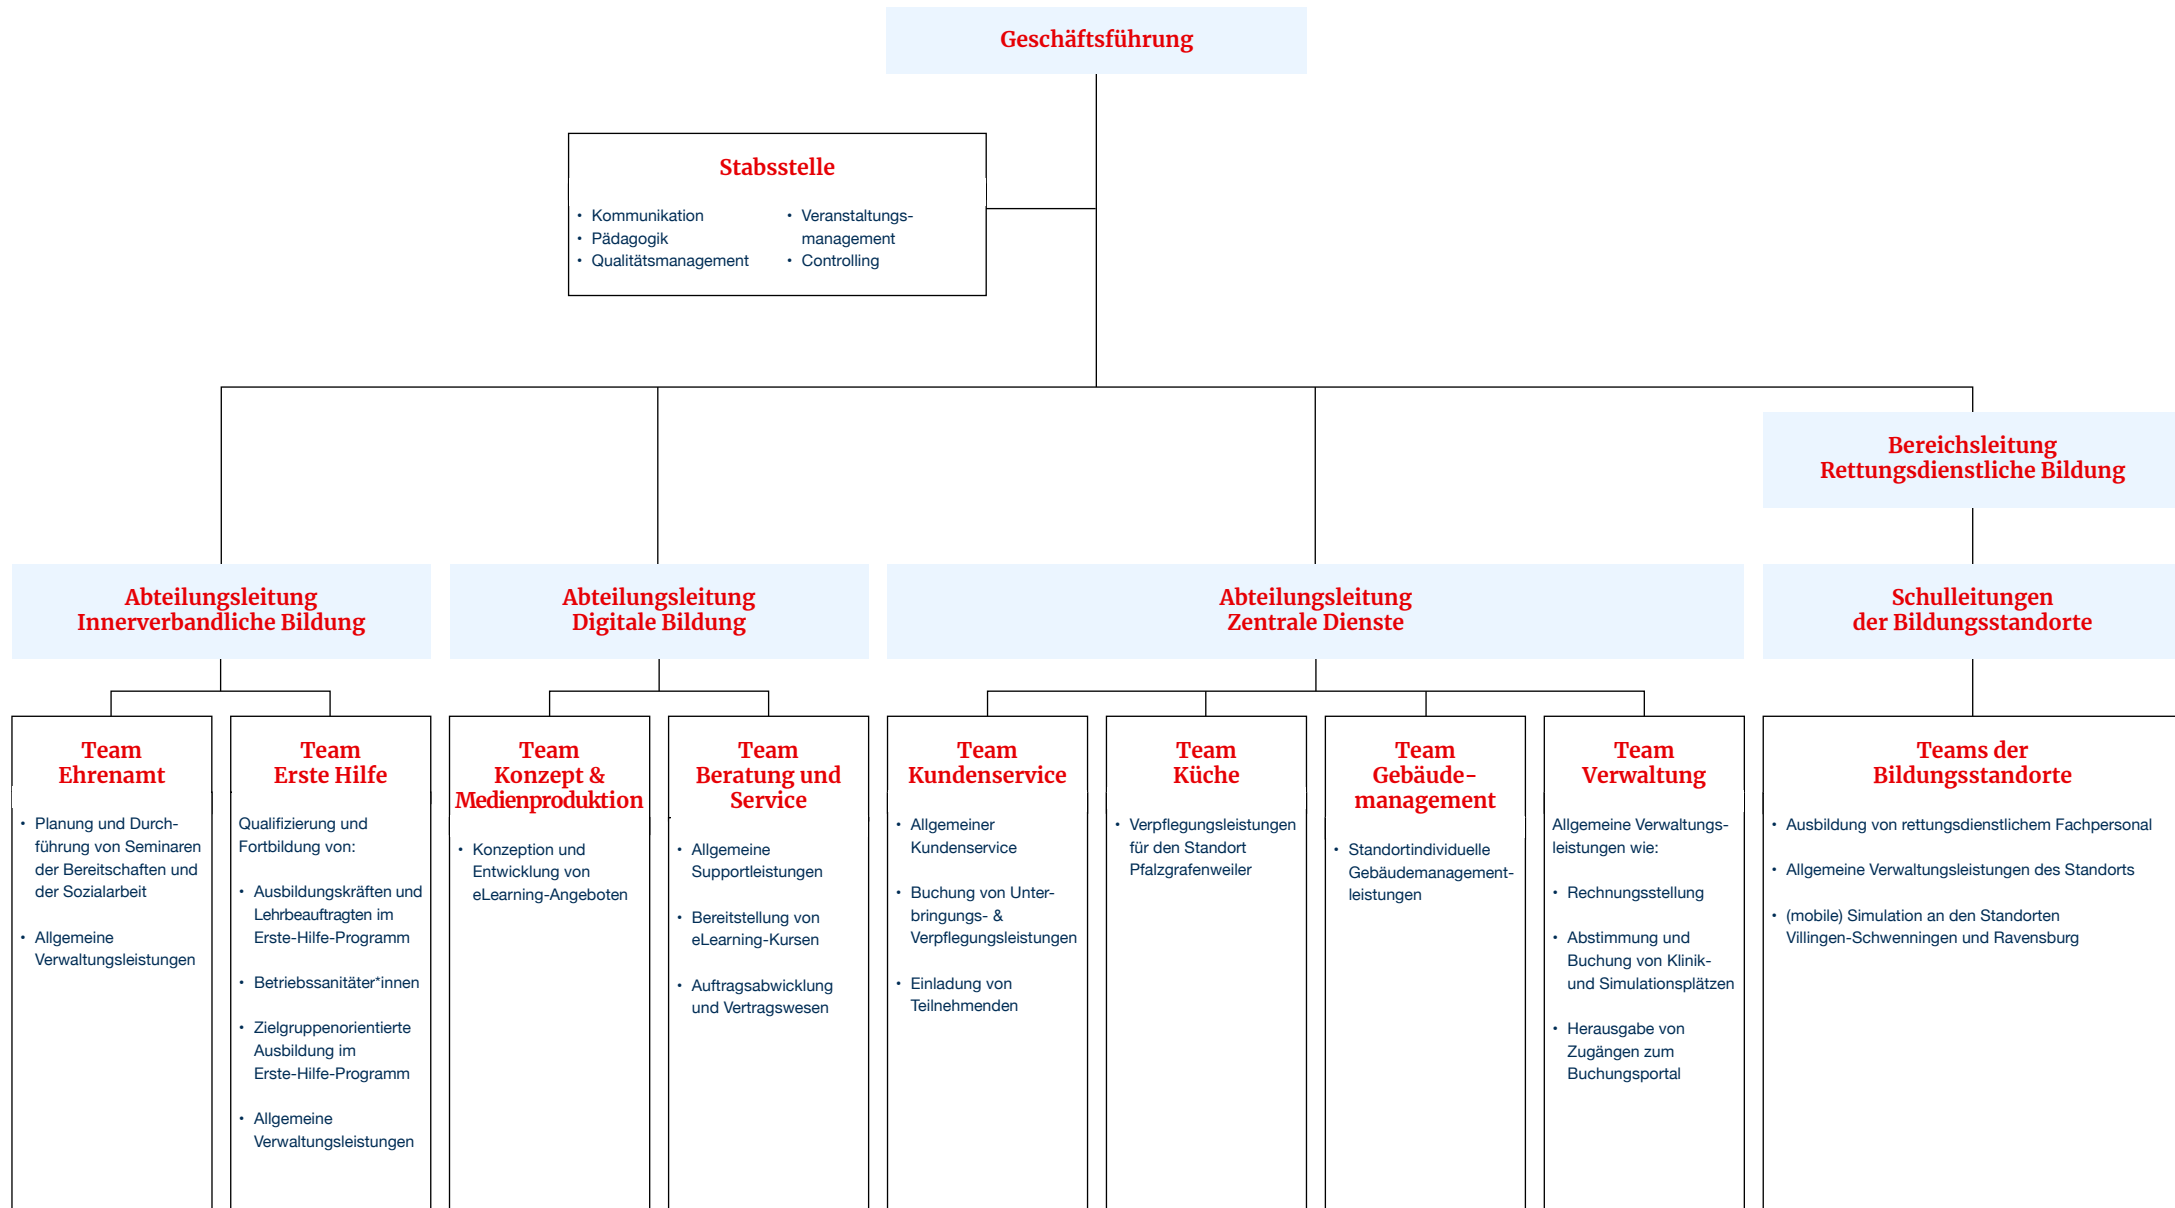 Geschäftsführung
Stabsstelle
• Kommunikation
• Pädagogik
• Qualitätsmanagement
• Veranstaltungs-
management
• Controlling
Bereichsleitung
Rettungsdienstliche Bildung
Abteilungsleitung
Innerverbandliche Bildung
Abteilungsleitung
Digitale Bildung
Abteilungsleitung
Zentrale Dienste
Schulleitungen
der Bildungsstandorte
Team
Ehrenamt
• Planung und Durch-
führung von Seminaren
der Bereitschaften und
der Sozialarbeit
• Allgemeine
Verwaltungsleistungen
Team
Erste Hilfe
Qualifizierung und
Fortbildung von:
• Ausbildungskräften und
Lehrbeauftragten im
Erste-Hilfe-Programm
• Betriebssanitäter*innen
• Zielgruppenorientierte
Ausbildung im
Erste-Hilfe-Programm
• Allgemeine
Verwaltungsleistungen
Team
Konzept &
Medienproduktion
• Konzeption und
Entwicklung von
eLearning-Angeboten
Team
Beratung und
Service
• Allgemeine
Supportleistungen
• Bereitstellung von
eLearning-Kursen
• Auftragsabwicklung
und Vertragswesen
Team
Kundenservice
• Allgemeiner
Kundenservice
• Buchung von Unter-
bringungs- &
Verpflegungsleistungen
• Einladung von
Teilnehmenden
Team
Küche
• Verpflegungsleistungen
für den Standort
Pfalzgrafenweiler
Team
Gebäude-
management
• Standortindividuelle
Gebäudemanagement-
leistungen
Team
Verwaltung
Allgemeine Verwaltungs-
leistungen wie:
• Rechnungsstellung
• Abstimmung und
Buchung von Klinik-
und Simulationsplätzen
• Herausgabe von
Zugängen zum
Buchungsportal
Teams der
Bildungsstandorte
• Ausbildung von rettungsdienstlichem Fachpersonal
• Allgemeine Verwaltungsleistungen des Standorts
• (mobile) Simulation an den Standorten
Villingen-Schwenningen und Ravensburg